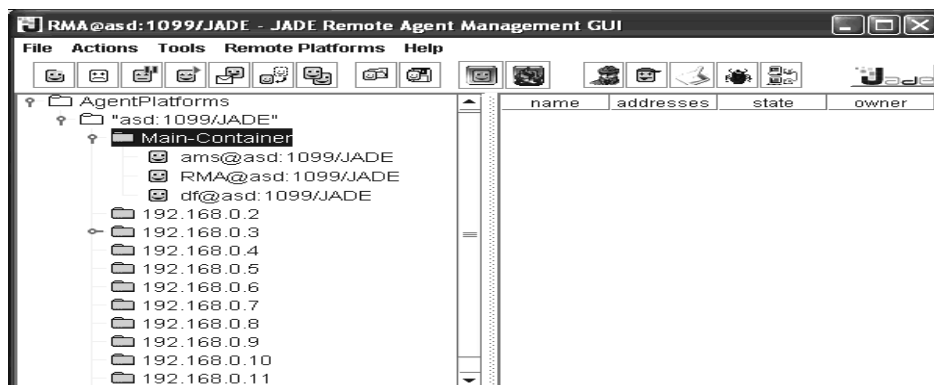 RMA@asd:1099/JADE - JADE Remote Agent Management GUI
File Actions Tools Remote Platforms Help
Jade
AgentPlatforms
"asd:1099/JADE"
Main-Container
ams@asd:1099/JADE
RMA@asd:1099/JADE
df@asd:1099/JADE
192.168.0.2
192.168.0.3
192.168.0.4
192.168.0.5
192.168.0.6
192.168.0.7
192.168.0.8
192.168.0.9
192.168.0.10
192.168.0.11
name addresses state owner